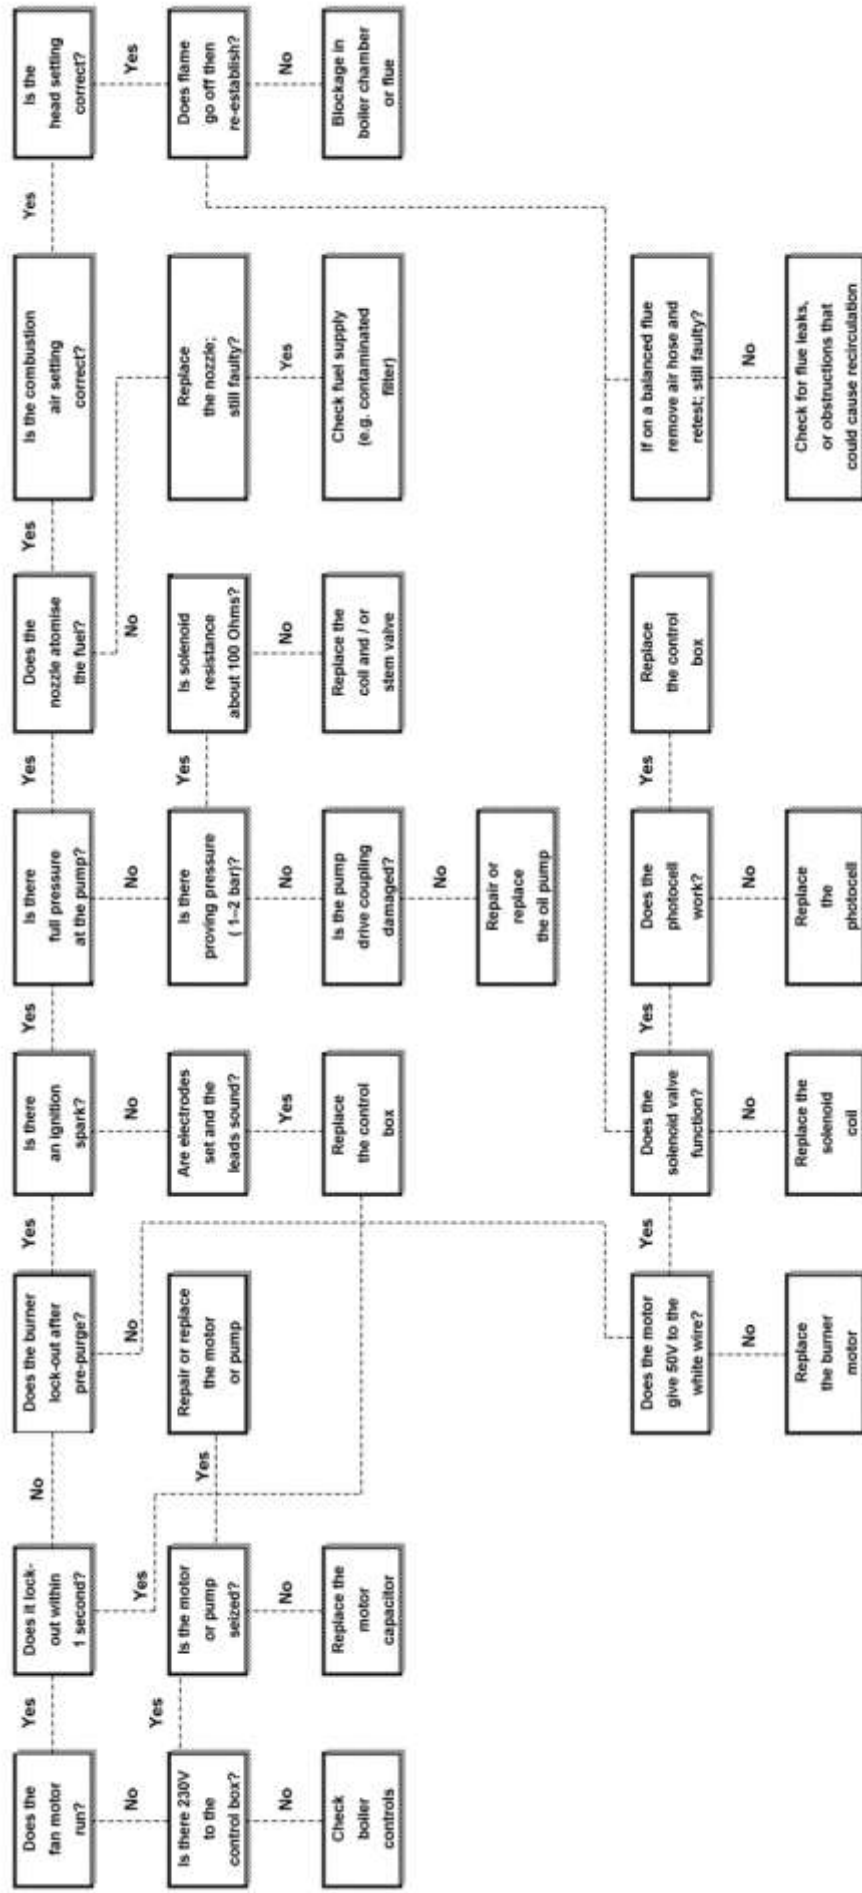 Does the
fan motor
run?
Yes
Does it lock-
out within
1 second?
No
Does the burner
lock-out after
pre-purge?
Yes
Is there
an ignition
spark?
Yes
Is there
full pressure
at the pump?
Yes
Does the
nozzle atomise
the fuel?
Yes
Is the combustion
air setting
correct?
Yes
Is the
head setting
correct?
No
Yes
No
No
No
No
Yes
Is there 230V
to the
control box?
Yes
Is the motor
or pump
seized?
Yes
Repair or replace
the motor
or pump
Are electrodes
set and the
leads sound?
Is there
proving pressure
( 1–2 bar)?
Yes
Is solenoid
resistance
about 100 Ohms?
Replace
the nozzle;
still faulty?
Does flame
go off then
re-establish?
No
No
Yes
No
No
Yes
No
Check
boiler
controls
Replace the
motor
capacitor
Replace
the control
box
Is the pump
drive coupling
damaged?
Replace the
coil and / or
stem valve
Check fuel supply
(e.g. contaminated
filter)
Blockage in
boiler chamber
or flue
No
Repair or
replace
the oil pump
Does the motor
give 50V to the
white wire?
Yes
Does the
solenoid valve
function?
Yes
Does the
photocell
work?
Yes
Replace
the control
box
If on a balanced flue
remove air hose and
retest; still faulty?
No
No
No
No
Replace
the burner
motor
Replace the
solenoid
coil
Replace
the
photocell
Check for flue leaks,
or obstructions that
could cause recirculation